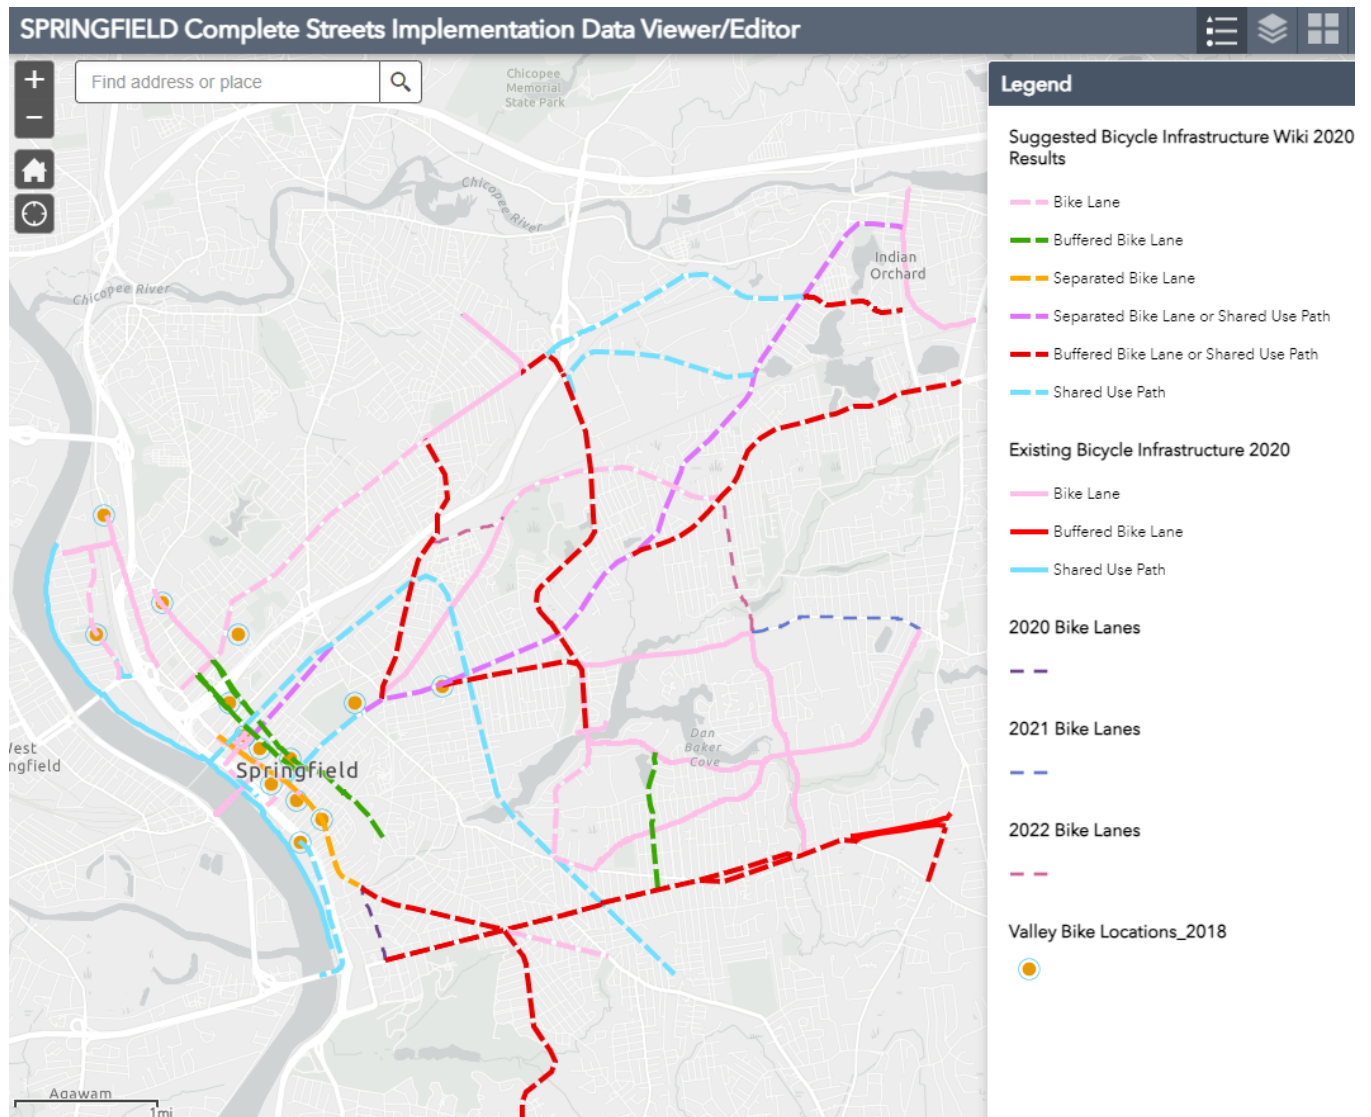 SPRINGFIELD Complete Streets Implementation Data Viewer/Editor
+
Find address or place
−
Chicopee
Memorial
State Park
Legend
Suggested Bicycle Infrastructure Wiki 2020
Results
Bike Lane
Buffered Bike Lane
Separated Bike Lane
Separated Bike Lane or Shared Use Path
Buffered Bike Lane or Shared Use Path
Shared Use Path
Existing Bicycle Infrastructure 2020
Bike Lane
Buffered Bike Lane
Shared Use Path
2020 Bike Lanes
2021 Bike Lanes
2022 Bike Lanes
Valley Bike Locations_2018
Chicopee River
Indian
Orchard
Chicopee River
Dan
Baker
Cove
West
ngfield
Springfield
Agawam
1mi